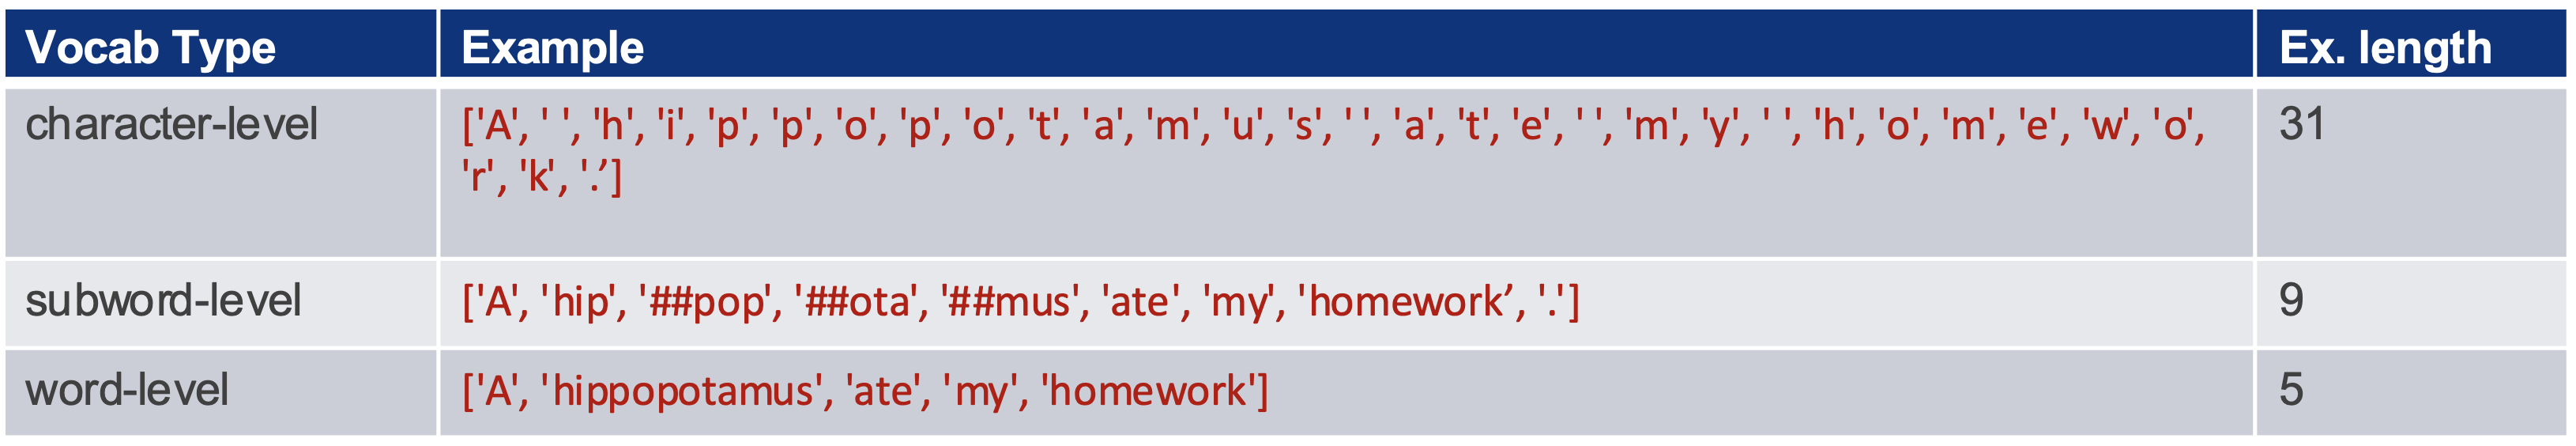 Vocab Type Example Ex. length
character-level ['A', ' ', 'h', 'i', 'p', 'p', 'o', 'p', 'o', 't', 'a', 'm', 'u', 's', ' ', 'a', 't', 'e', ' ', 'm', 'y', ' ', 'h', 'o', 'm', 'e', 'w', 'o', 31
'r', 'k', '.’]
subword-level ['A', 'hip', '##pop', '##ota', '##mus', 'ate', 'my', 'homework’, '.'] 9
word-level ['A', 'hippopotamus', 'ate', 'my', 'homework'] 5